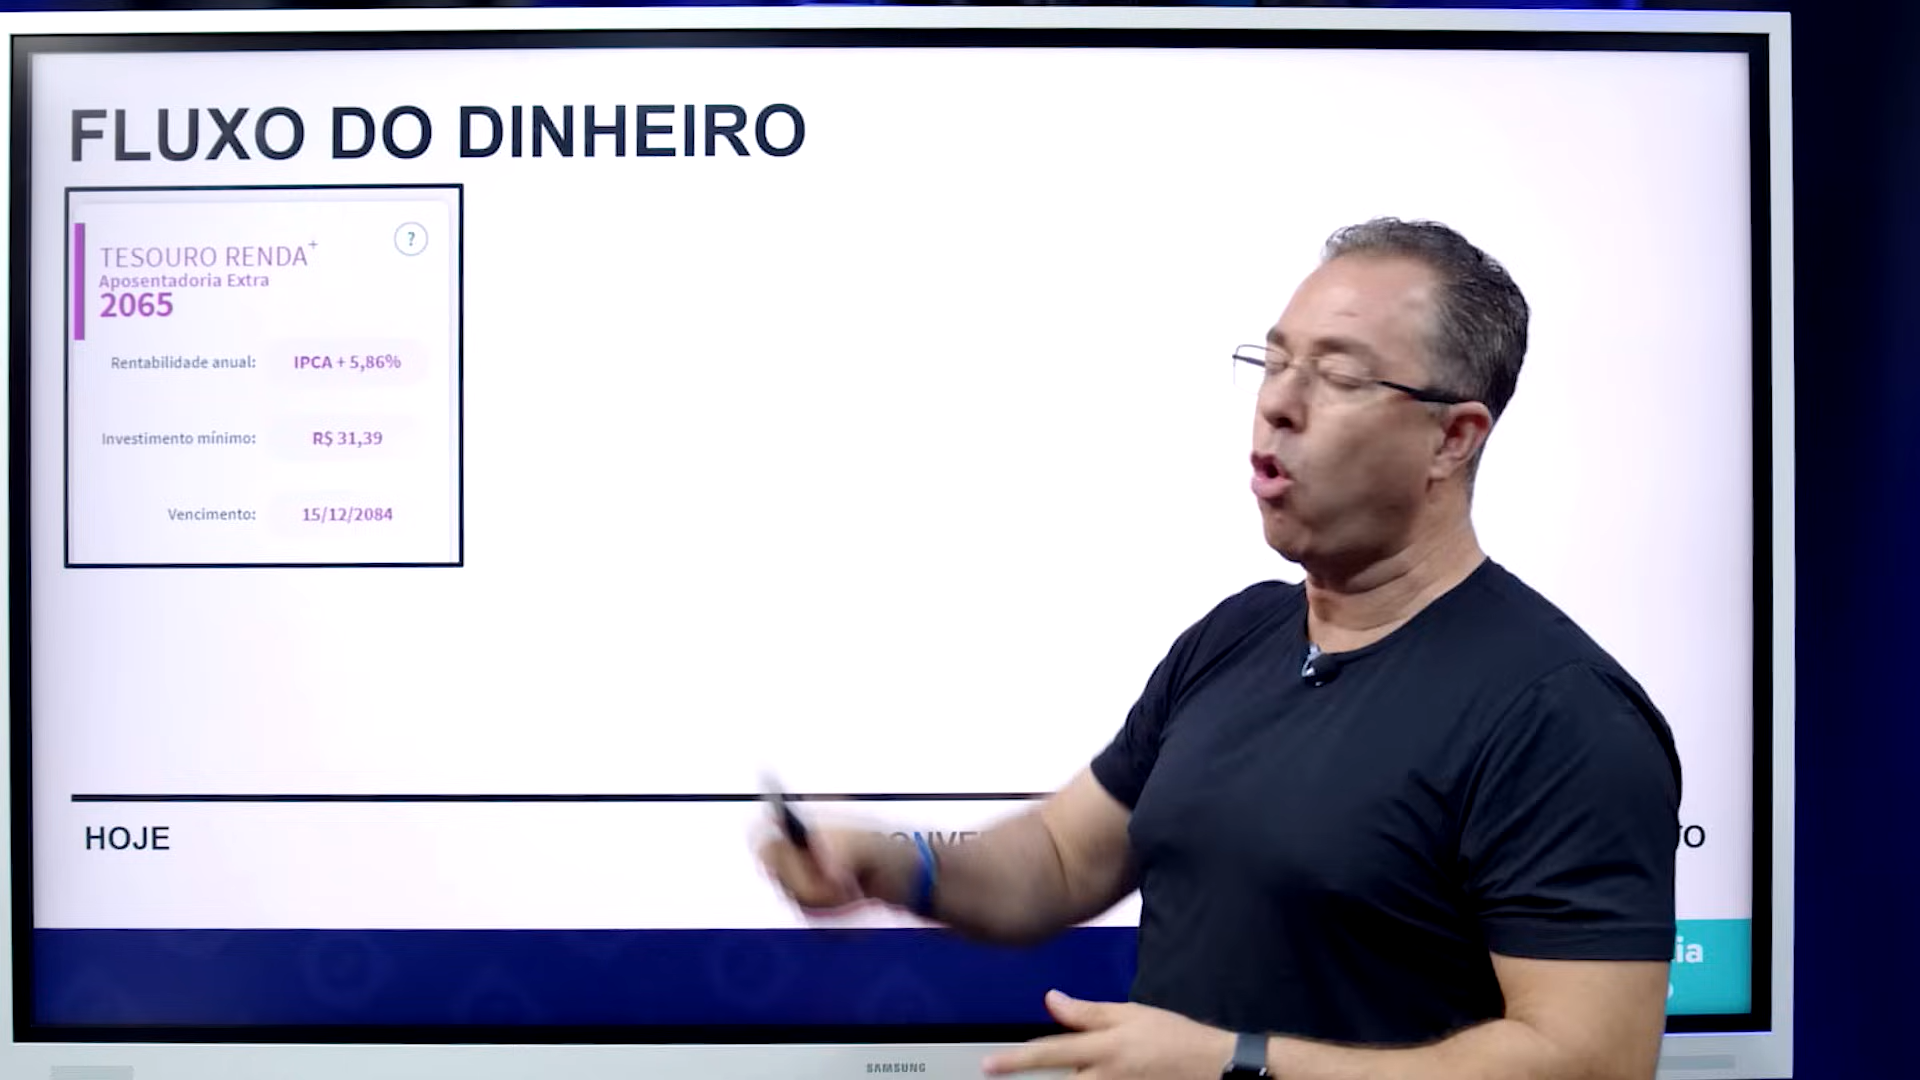 FLUXO DO DINHEIRO
TESOURO RENDA+
?
Aposentadoria Extra
2065
Rentabilidade anual: IPCA + 5,86%
Investimento mínimo: R$ 31,39
Vencimento: 15/12/2084
HOJE
SAMSUNG